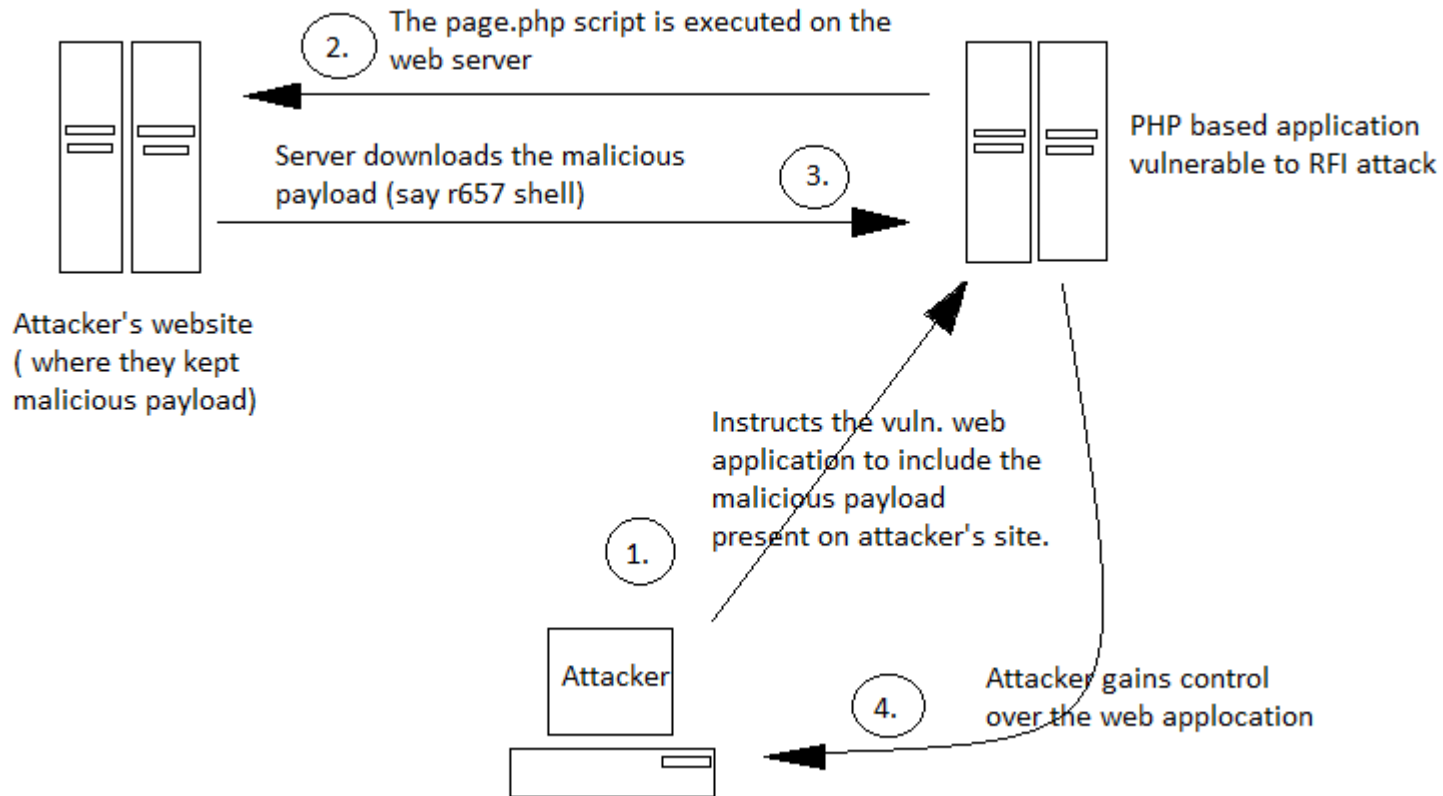 2.
The page.php script is executed on the
web server
Server downloads the malicious
payload (say r657 shell)
3.
PHP based application
vulnerable to RFI attack
Attacker's website
( where they kept
malicious payload)
Instructs the vuln. web
application to include the
malicious payload
present on attacker's site.
1.
Attacker
4.
Attacker gains control
over the web applocation